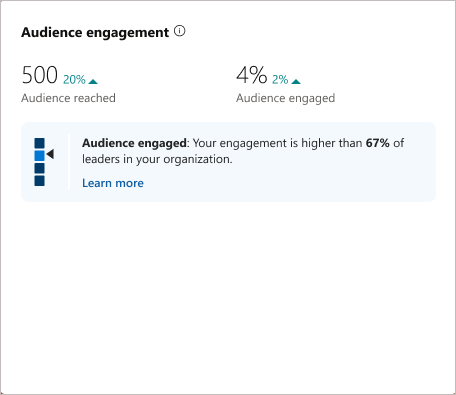 Audience engagement
500 20%
4% 2%
Audience reached
Audience engaged
Audience engaged: Your engagement is higher than 67% of
leaders in your organization.
Learn more